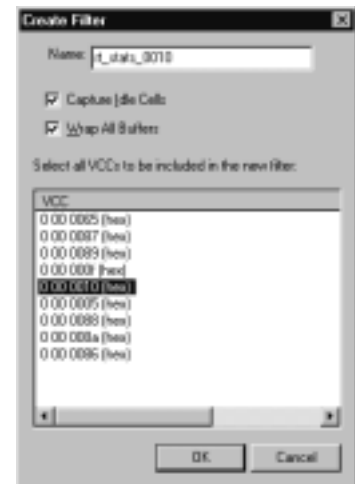 Create Filter
Name: rt_stats_0010
Capture Idle Cells
Wrap All Buffers
Select all VCCs to be included in the new filter:
VCC
0 00 0065 (hex)
0 00 0087 (hex)
0 00 0089 (hex)
0 00 000f (hex)
0 00 0010 (hex)
0 00 0005 (hex)
0 00 0088 (hex)
0 00 008a (hex)
0 00 0086 (hex)
OK
Cancel